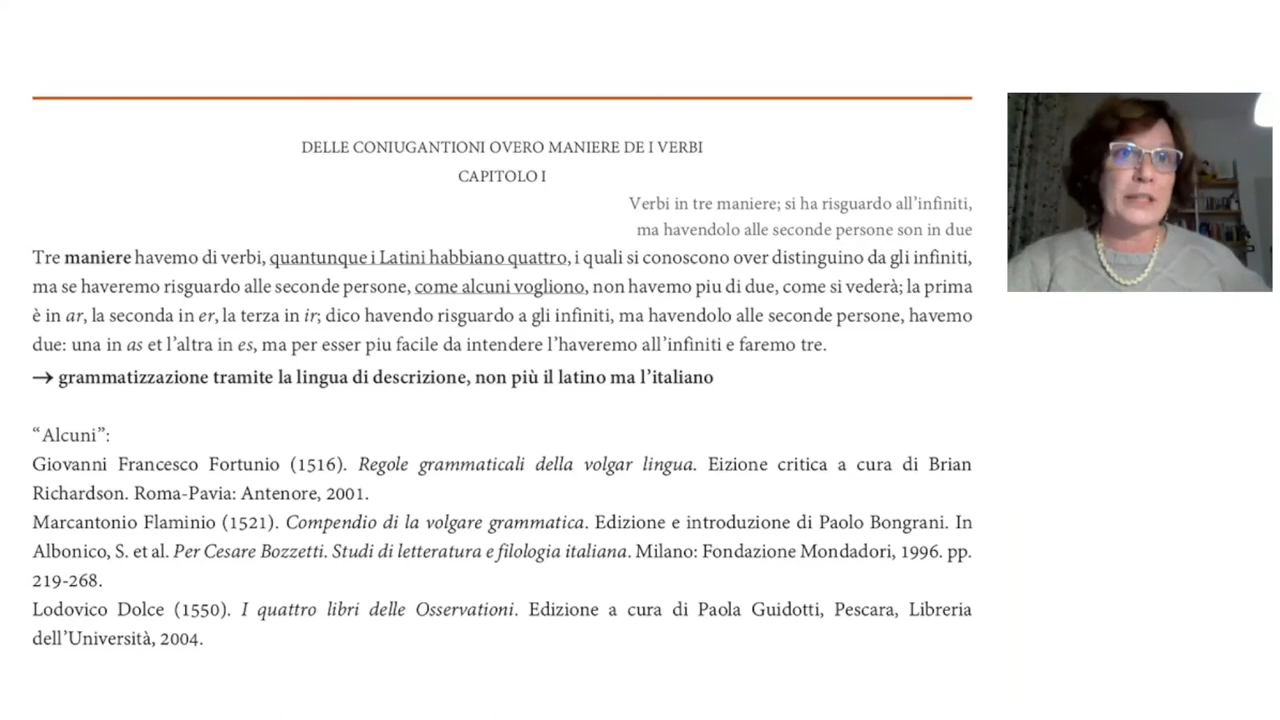 DELLE CONIUGANTIONI OVERO MANIERE DE I VERBI
CAPITOLO I
Verbi in tre maniere; si ha risguardo all’infiniti,
ma havendolo alle seconde persone son in due
Tre maniere havemo di verbi, quantunque i Latini habbiano quattro, i quali si conoscono over distinguino da gli infiniti,
ma se haveremo risguardo alle seconde persone, come alcuni vogliono, non havemo piu di due, come si vederà; la prima
è in ar, la seconda in er, la terza in ir; dico havendo risguardo a gli infiniti, ma havendolo alle seconde persone, havemo
due: una in as et l’altra in es, ma per esser piu facile da intendere l’haveremo all’infiniti e faremo tre.
→ grammatizzazione tramite la lingua di descrizione, non più il latino ma l’italiano
“Alcuni”:
Giovanni Francesco Fortunio (1516). Regole grammaticali della volgar lingua. Eizione critica a cura di Brian
Richardson. Roma-Pavia: Antenore, 2001.
Marcantonio Flaminio (1521). Compendio di la volgare grammatica. Edizione e introduzione di Paolo Bongrani. In
Albonico, S. et al. Per Cesare Bozzetti. Studi di letteratura e filologia italiana. Milano: Fondazione Mondadori, 1996. pp.
219-268.
Lodovico Dolce (1550). I quattro libri delle Osservationi. Edizione a cura di Paola Guidotti, Pescara, Libreria
dell’Università, 2004.